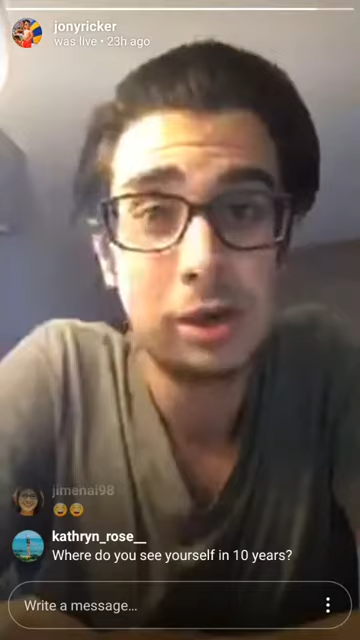 jonyricker
was live • 23h ago
jimenai98
😂😂
kathryn_rose__
Where do you see yourself in 10 years?
Write a message...